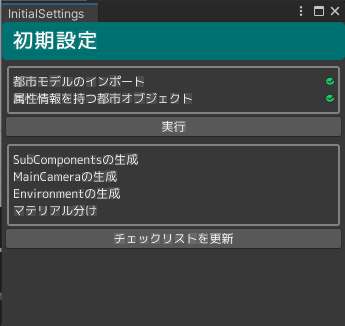 InitialSettings
初期設定
都市モデルのインポート
属性情報を持つ都市オブジェクト
実行
SubComponentsの生成
MainCameraの生成
Environmentの生成
マテリアル分け
チェックリストを更新